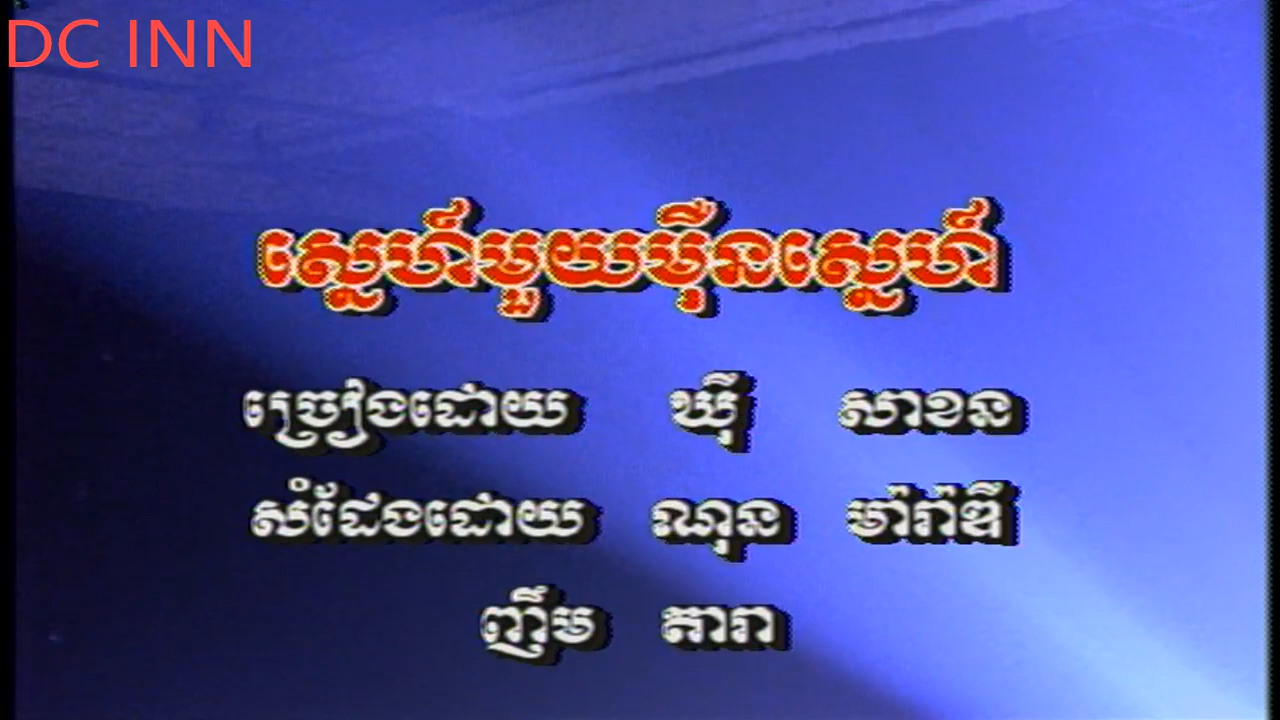 DC INN
ស្នេហ៍មួយម៉ឺនស្នេហ៍
ច្រៀងដោយ ឃុី សាខន
សំដែងដោយ ណុន ម៉ារ៉ាឌី
ញឹម តារា